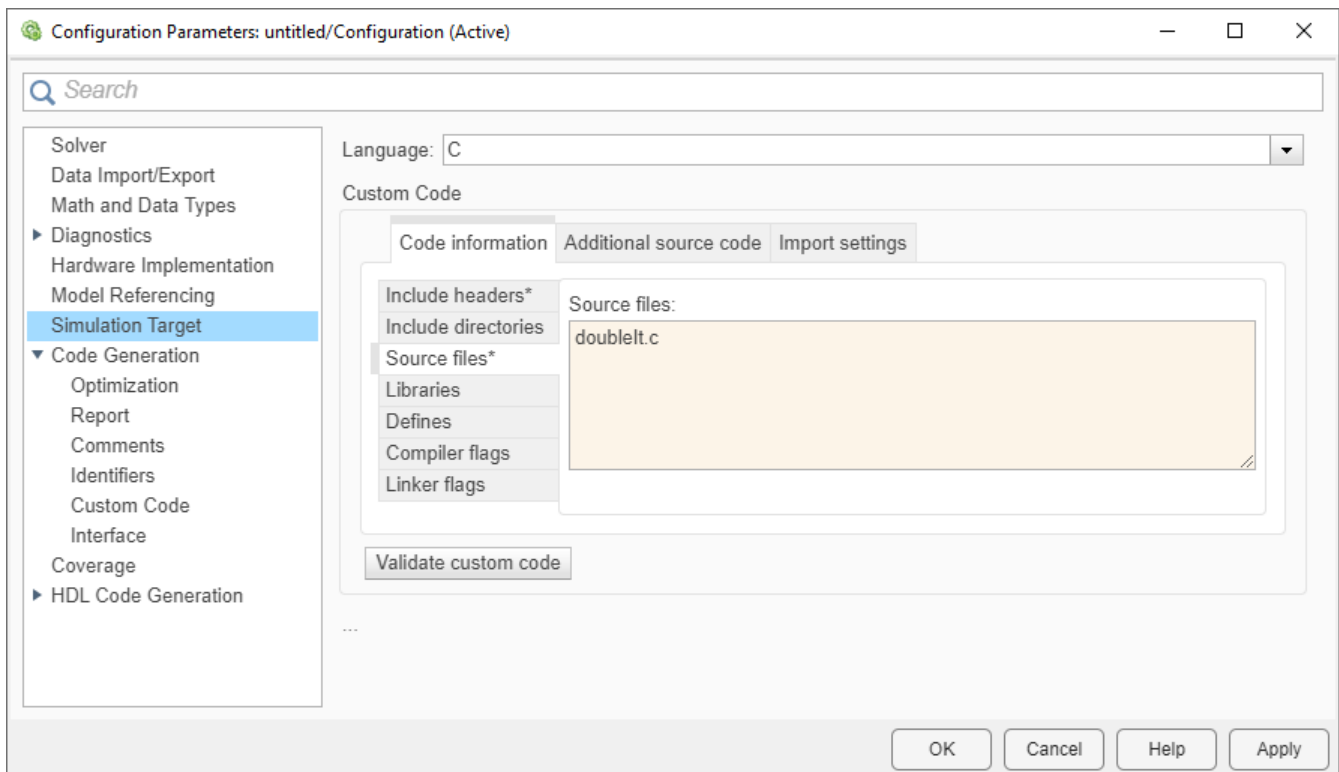 Configuration Parameters: untitled/Configuration (Active)
Search
Solver
Data Import/Export
Math and Data Types
Diagnostics
Hardware Implementation
Model Referencing
Simulation Target
Code Generation
Optimization
Report
Comments
Identifiers
Custom Code
Interface
Coverage
HDL Code Generation
Language: C
Custom Code
Code information Additional source code Import settings
Include headers*
Include directories
Source files*
Libraries
Defines
Compiler flags
Linker flags
Source files:
doubleIt.c
Validate custom code
...
OK Cancel Help Apply